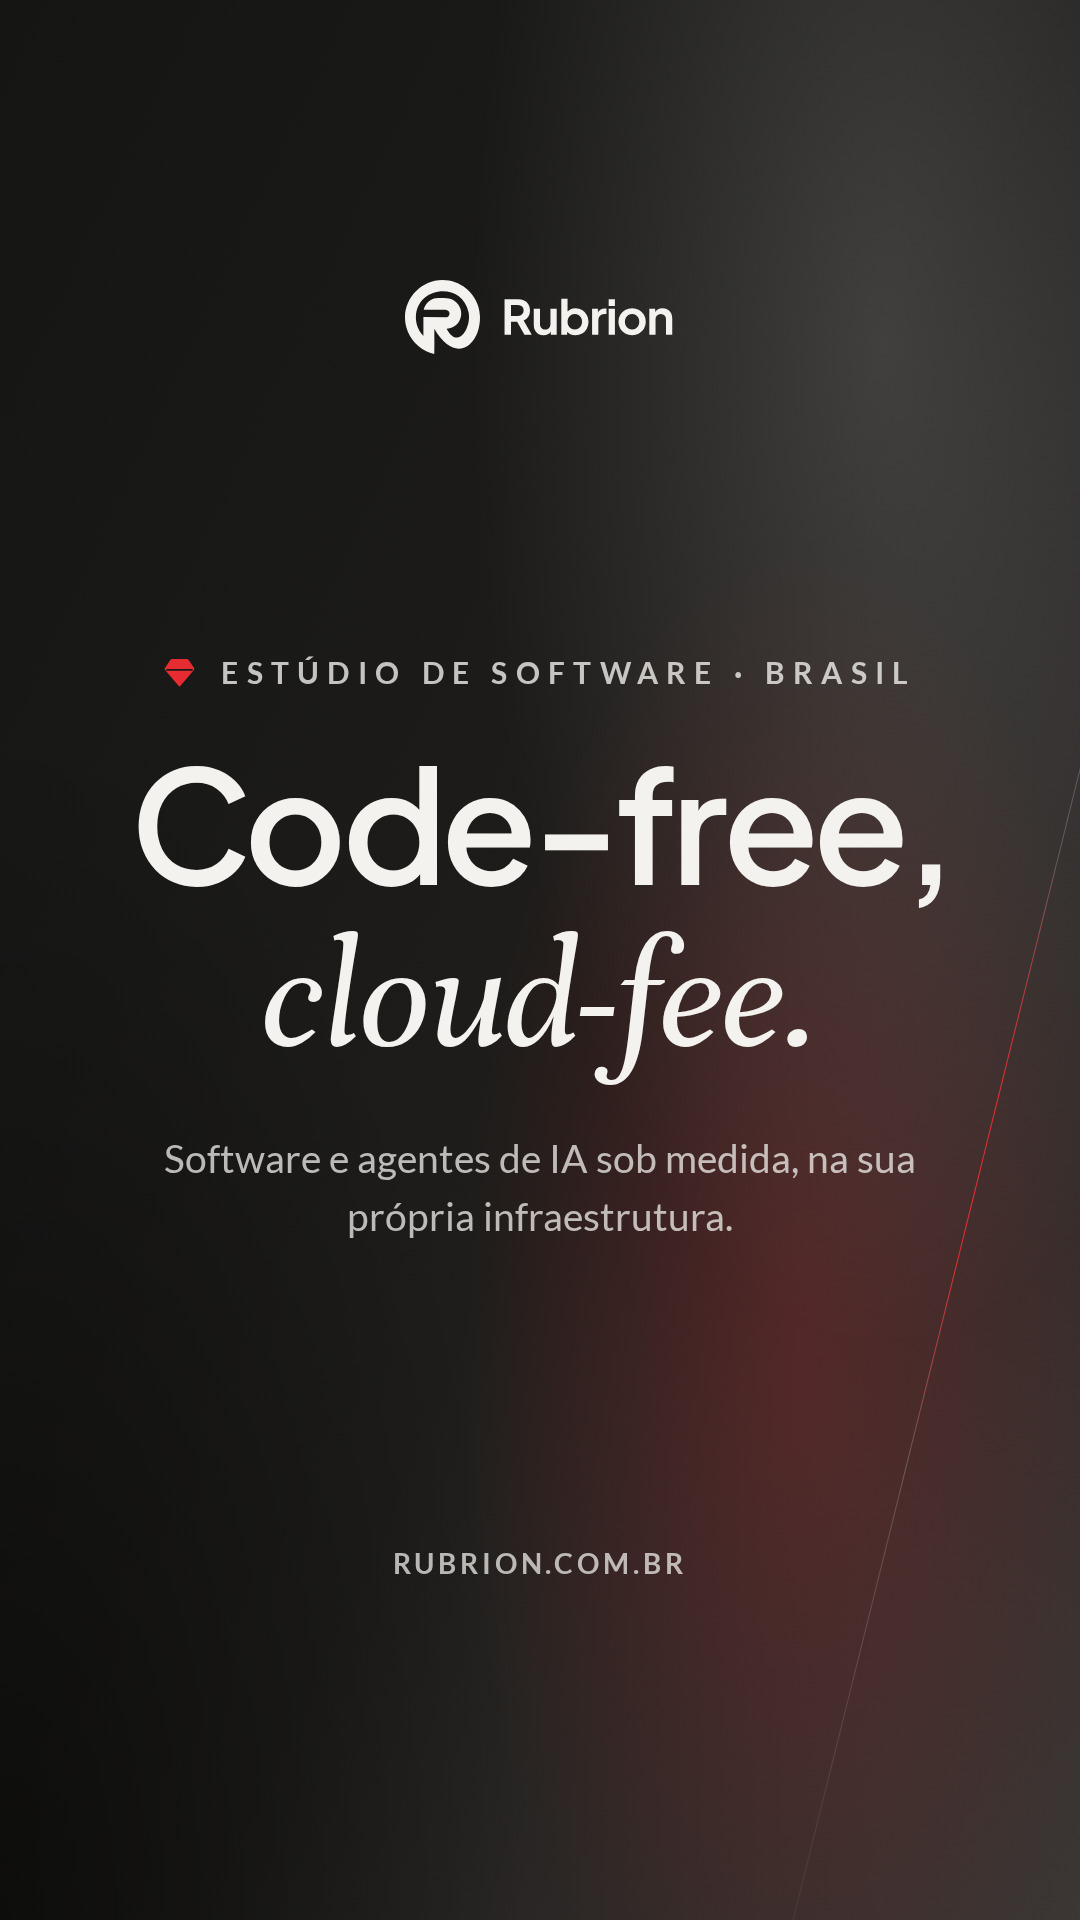 Rubrion
ESTÚDIO DE SOFTWARE · BRASIL
Code-free,
cloud-fee.
Software e agentes de IA sob medida, na sua
própria infraestrutura.
RUBRION.COM.BR